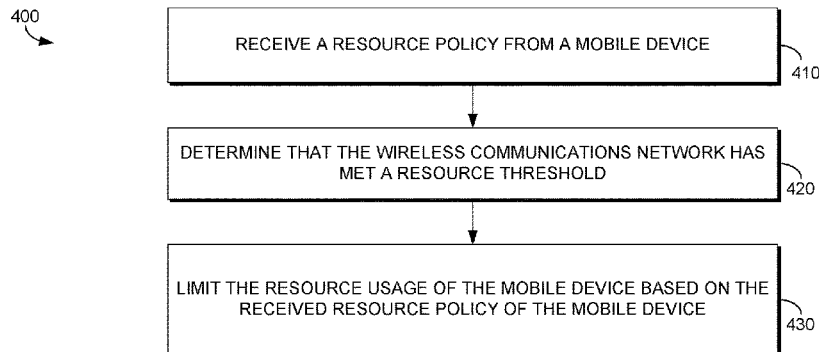 400
RECEIVE A RESOURCE POLICY FROM A MOBILE DEVICE
410
DETERMINE THAT THE WIRELESS COMMUNICATIONS NETWORK HAS
MET A RESOURCE THRESHOLD
420
LIMIT THE RESOURCE USAGE OF THE MOBILE DEVICE BASED ON THE
RECEIVED RESOURCE POLICY OF THE MOBILE DEVICE
430